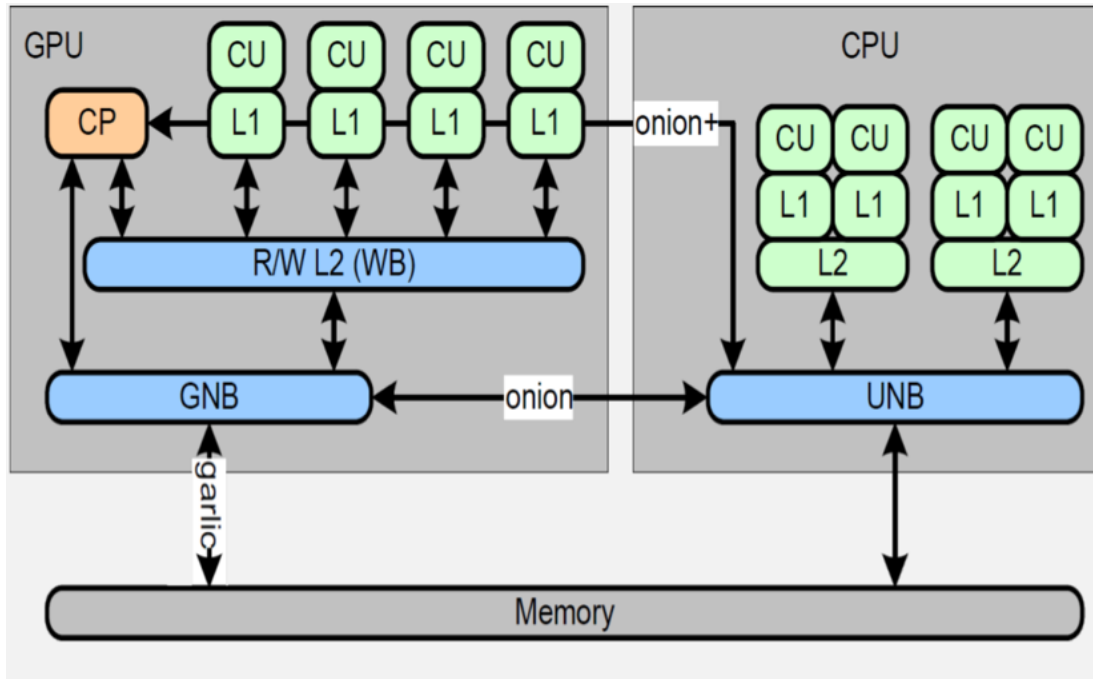 GPU
CPU
CU CU CU CU
CP
L1 L1 L1 L1
onion+
CU CU CU CU
L1 L1 L1 L1
R/W L2 (WB)
L2 L2
GNB
onion
UNB
garlic
Memory